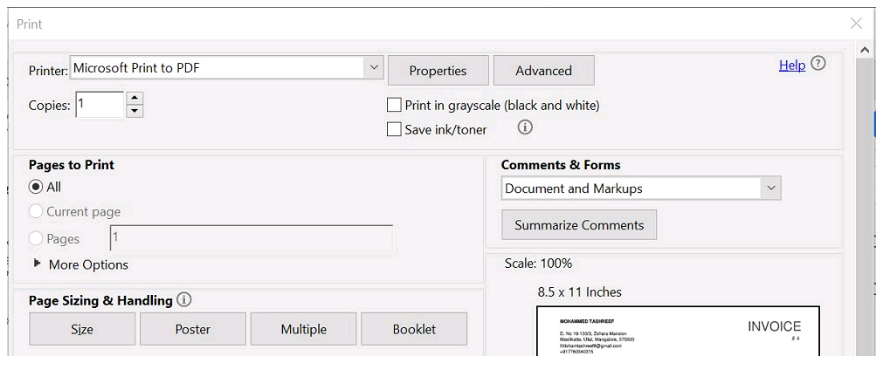 Print
Printer: Microsoft Print to PDF
Properties
Advanced
Help
Copies: 1
Print in grayscale (black and white)
Save ink/toner
Pages to Print
All
Current page
Pages 1
More Options
Comments & Forms
Document and Markups
Summarize Comments
Scale: 100%
8.5 x 11 Inches
Page Sizing & Handling
Size
Poster
Multiple
Booklet
MOHAMMED TASHREEF
INVOICE
# 4